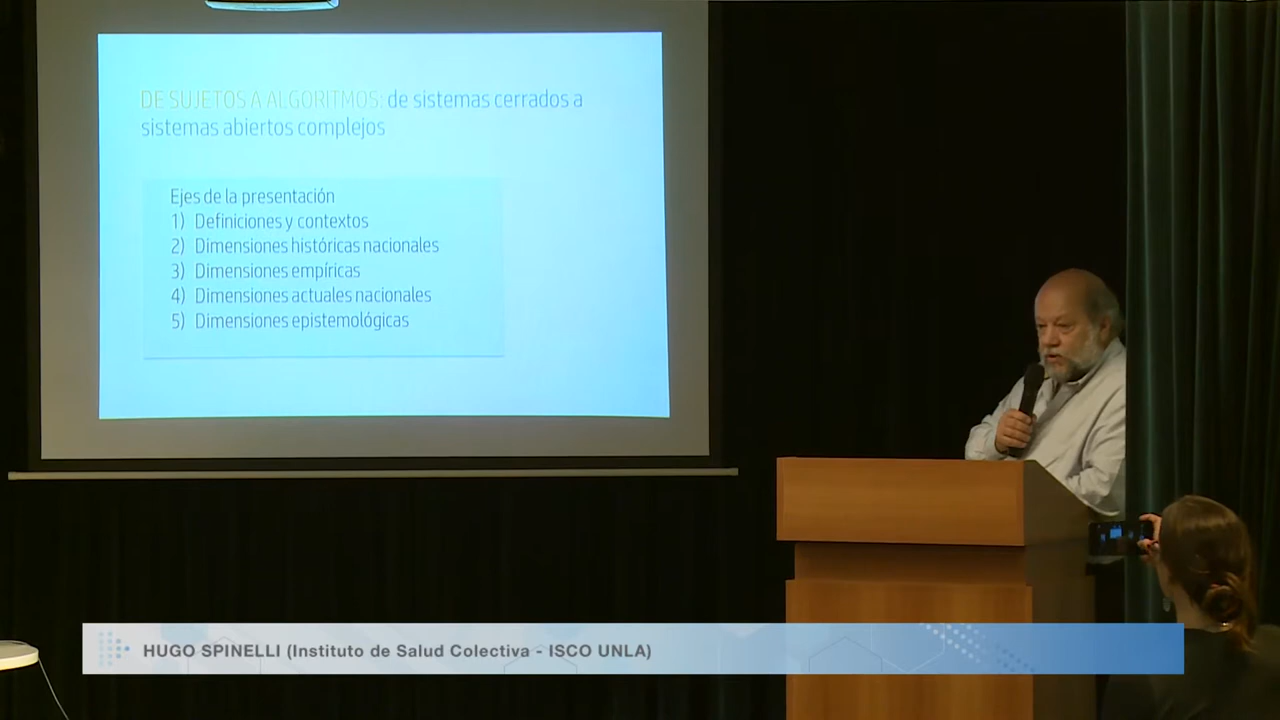 DE SUJETOS A ALGORITMOS: de sistemas cerrados a
sistemas abiertos complejos
Ejes de la presentación
1) Definiciones y contextos
2) Dimensiones históricas nacionales
3) Dimensiones empíricas
4) Dimensiones actuales nacionales
5) Dimensiones epistemológicas
HUGO SPINELLI (Instituto de Salud Colectiva - ISCO UNLA)